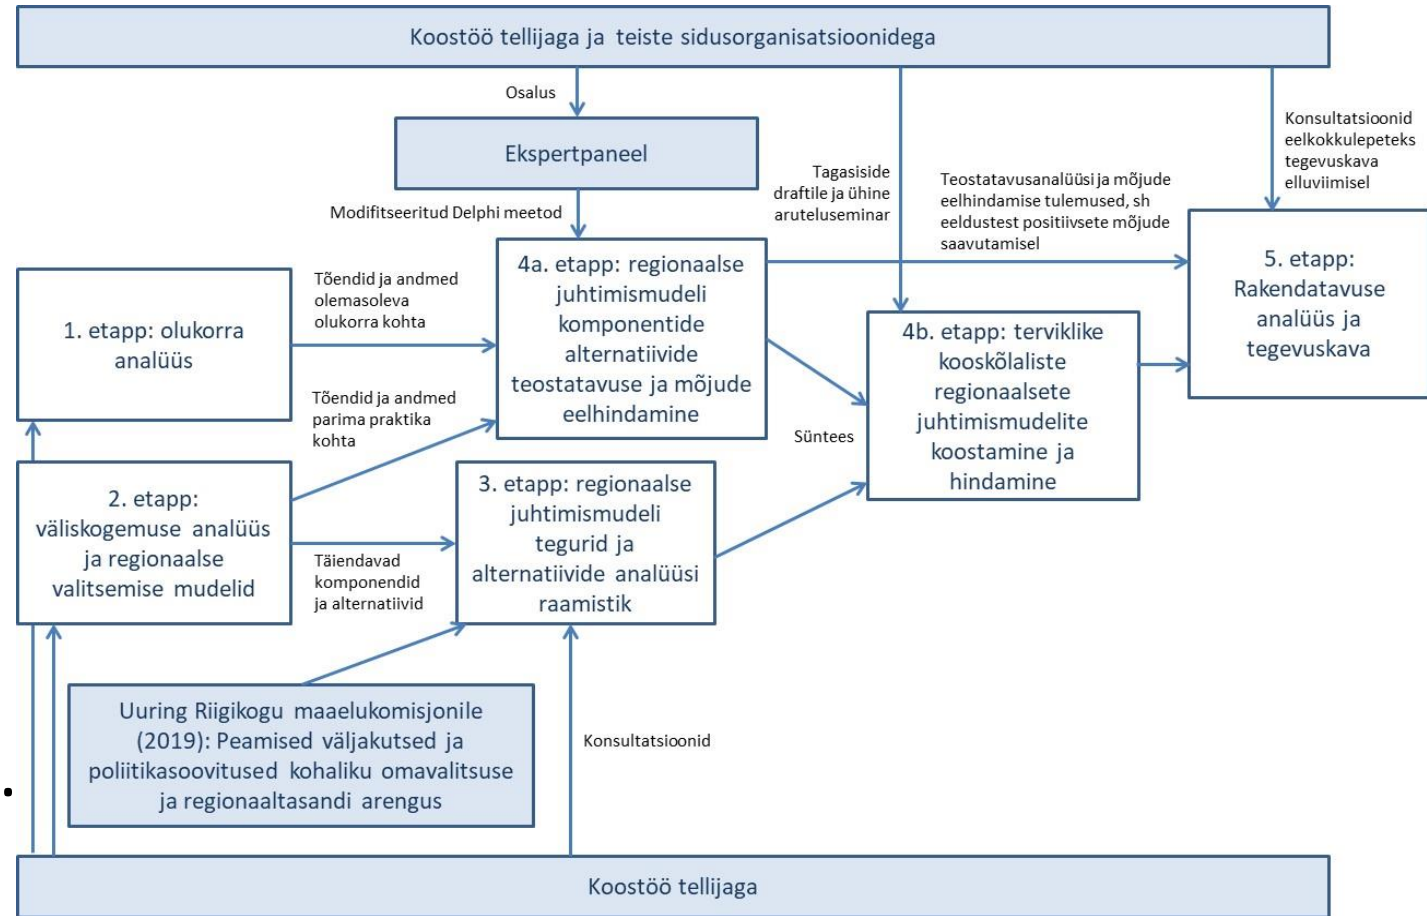 Koostöö tellijaga ja teiste sidusorganisatsioonidega
Osalus
Ekspertpaneel
Modifitseeritud Delphi meetod
Tagasiside
draftile ja ühine
aruteluseminar
Konsultatsioonid
eelkokkulepeteks
tegevuskava
elluviimisel
Teostatavusanalüüsi ja mõjude
eelhindamise tulemused, sh
eeldustest positiivsete mõjude
saavutamisel
1. etapp: olukorra
analüüs
Tõendid ja andmed
olemasoleva
olukorra kohta
4a. etapp: regionaalse
juhtimismudeli
komponentide
alternatiivide
teostatavuse ja mõjude
eelhindamine
5. etapp:
Rakendatavuse
analüüs ja
tegevuskava
Tõendid ja andmed
parima praktika
kohta
Süntees
4b. etapp: terviklike
kooskõlaliste
regionaalsete
juhtimismudelite
koostamine ja
hindamine
2. etapp:
väliskogemuse analüüs
ja regionaalse
valitsemise mudelid
Täiendavad
komponendid
ja alternatiivid
3. etapp: regionaalse
juhtimismudeli
tegurid ja
alternatiivide analüüsi
raamistik
Uuring Riigikogu maaelukomisjonile
(2019): Peamised väljakutsed ja
poliitikasoovitused kohaliku omavalitsuse
ja regionaaltasandi arengus
Konsultatsioonid
Koostöö tellijaga